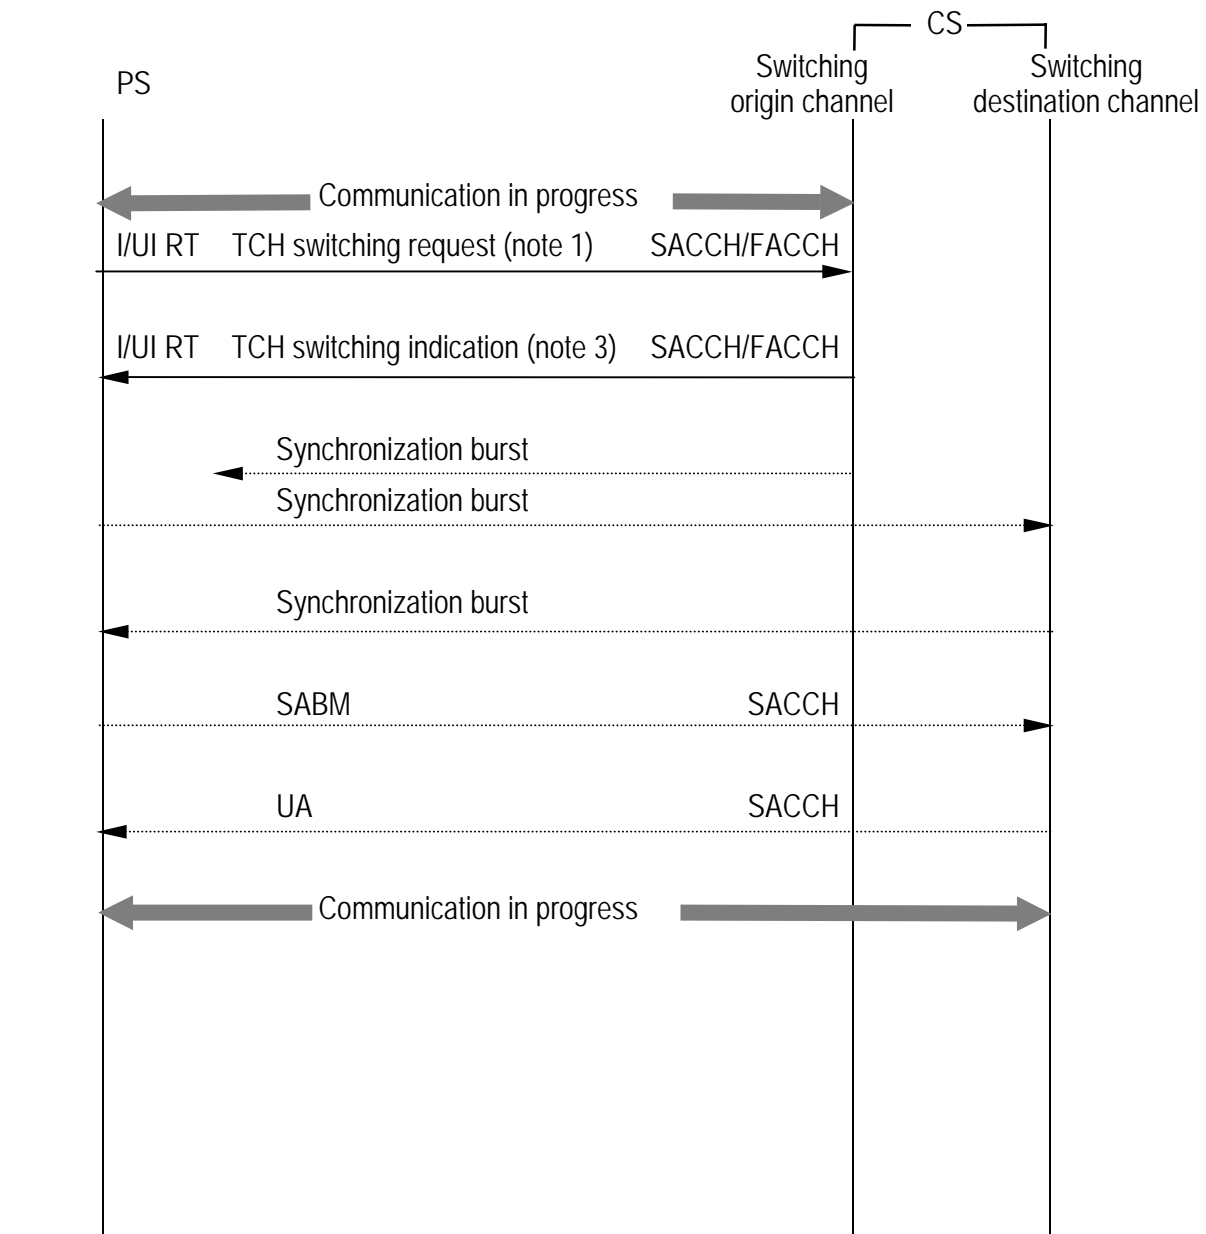 CS
PS
Switching
origin channel
Switching
destination channel
Communication in progress
I/UI RT TCH switching request (note 1) SACCH/FACCH
I/UI RT TCH switching indication (note 3) SACCH/FACCH
Synchronization burst
Synchronization burst
Synchronization burst
SABM SACCH
UA SACCH
Communication in progress